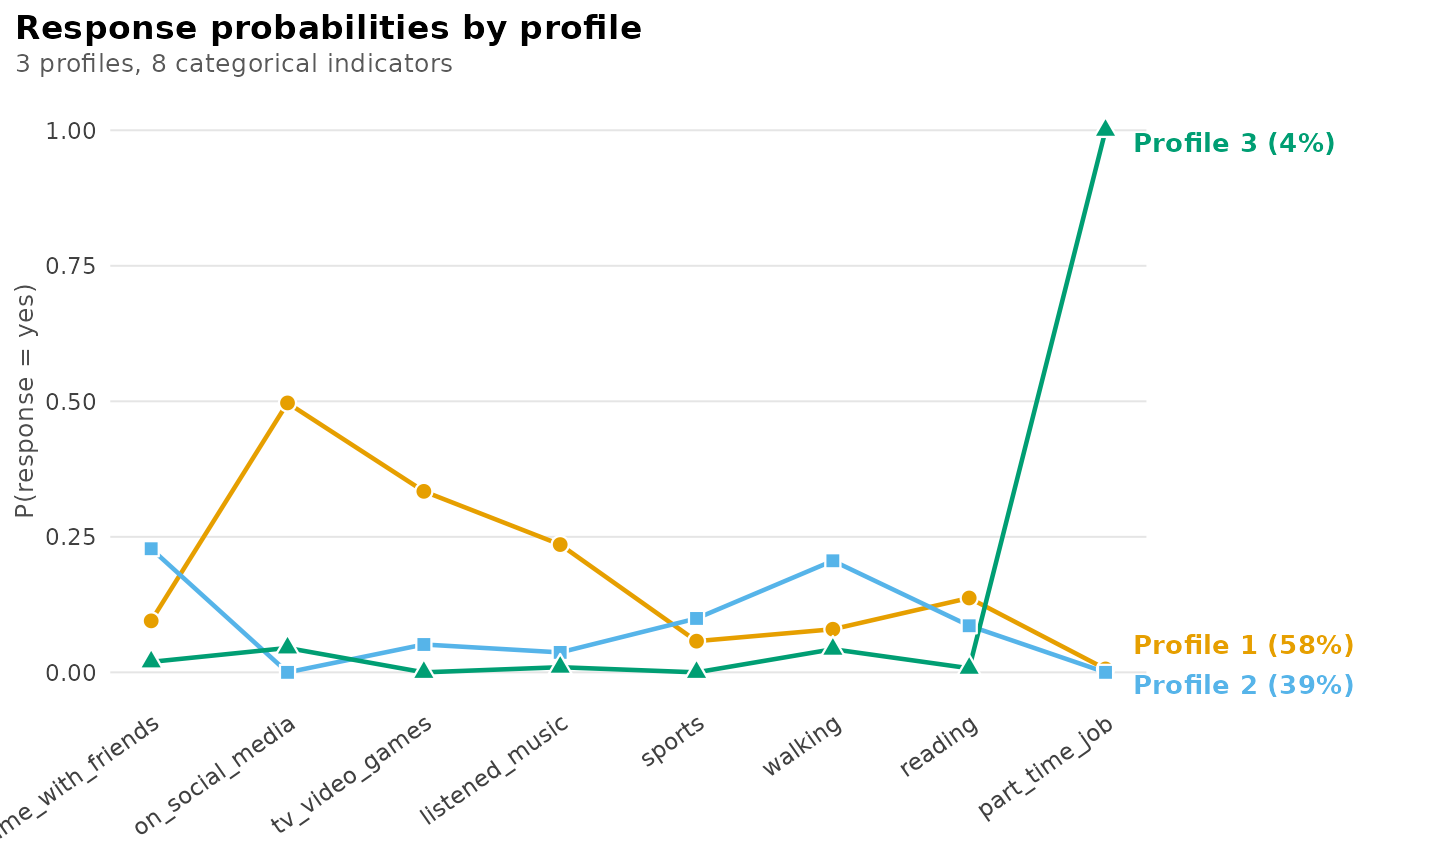 Response probabilities by profile
3 profiles, 8 categorical indicators
P(response = yes)
1.00
0.75
0.50
0.25
0.00
Profile 3 (4%)
Profile 1 (58%)
Profile 2 (39%)
me_with_friends
on_social_media
tv_video_games
listened_music
sports
walking
reading
part_time_job